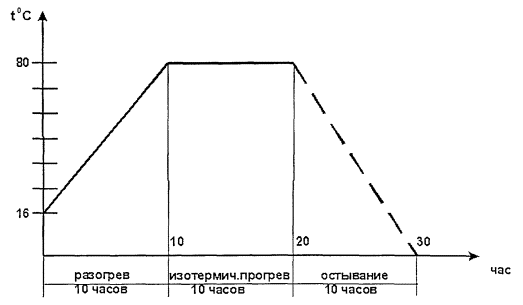 t°C
80
16
10 20 30
час
разогрев изотермич.прогрев остывание
10 часов 10 часов 10 часов